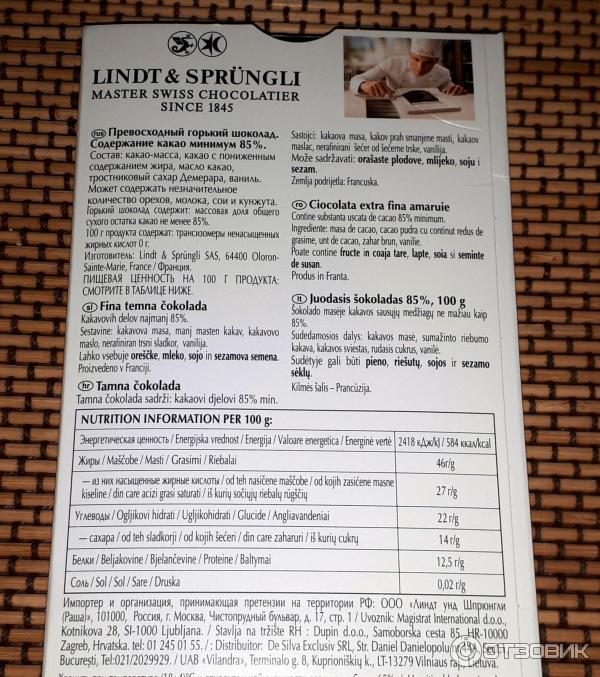 LINDT & SPRÜNGLI
MASTER SWISS CHOCOLATIER
SINCE 1845
RUS Превосходный горький шоколад.
Содержание какао минимум 85%.
Состав: какао-масса, какао с пониженным
содержанием жира, масло какао,
тростниковый сахар Демерара, ваниль.
Может содержать незначительное
количество орехов, молока, сои и кунжута.
Горький шоколад содержит: массовая доля общего
сухого остатка какао не менее 85%.
100 г продукта содержат: трансизомеры ненасыщенных
жирных кислот 0 г.
Изготовитель: Lindt & Sprüngli SAS, 64400 Oloron-
Sainte-Marie, France / Франция.
ПИЩЕВАЯ ЦЕННОСТЬ НА 100 Г ПРОДУКТА:
СМОТРИТЕ В ТАБЛИЦЕ НИЖЕ.
sl Fina temna čokolada
Kakavovih delov najmanj 85%.
Sestavine: kakavova masa, manj masten kakav, kakavovo
maslo, nerafiniran trsni sladkor, vanilija.
Lahko vsebuje oreščke, mleko, sojo in sezamova semena.
Proizvedeno v Franciji.
hr Tamna čokolada
Tamna čokolada sadrži: kakaovi djelovi 85% min.
Sastojci: kakaova masa, kakov prah smanjene masti, kakaov
maslac, nerafinirani šećer od šećerne trske, vanilija.
Može sadržavati: orašaste plodove, mlijeko, soju i
sezam.
Zemlja podrijetla: Francuska.
ro Ciocolata extra fina amaruie
Contine substanta uscata de cacao 85% minimum.
Ingrediente: masa de cacao, cacao pudra cu continut redus de
grasime, unt de cacao, zahar brun, vanilie.
Poate contine fructe in coaja tare, lapte, soia si seminte
de susan.
Produs in Franta.
lt Juodasis šokoladas 85%, 100 g
Šokolado masėje kakavos sausųjų medžiagų ne mažiau kaip
85%.
Sudedamosios dalys: kakavos masė, sumažinto riebumo
kakava, kakavos sviestas, rudasis cukrus, vanilė.
Sudėtyje gali būti pieno, riešutų, sojos ir sezamo
sėklų.
Kilmės šalis – Prancūzija.
NUTRITION INFORMATION PER 100 g:
Энергетическая ценность / Energijska vrednost / Energija / Valoare energetica / Energinė vertė 2418 кДж/kJ / 584 ккал/kcal
Жиры / Maščobe / Masti / Grasimi / Riebalai 46г/g
— из них насыщенные жирные кислоты / od teh nasičene maščobe / od kojih zasićene masne
kiseline / din care acizi grasi saturati / iš kurių sočiųjų riebalų rūgščių 27 г/g
Углеводы / Ogljikovi hidrati / Ugljikohidrati / Glucide / Angliavandeniai 22 г/g
— сахара / od teh sladkorji / od kojih šećeri / din care zaharuri / iš kurių cukrų 14 г/g
Белки / Beljakovine / Bjelančevine / Proteine / Baltymai 12,5 г/g
Соль / Sol / Sol / Sare / Druska 0,02 г/g
Импортер и организация, принимающая претензии на территории РФ: ООО «Линдт унд Шпрюнгли
(Раша)», 101000, Россия, г. Москва, Чистопрудный бульвар, д. 17, стр. 1 / Uvoznik: Magistrat International d.o.o.,
Kotnikova 28, SI-1000 Ljubljana. / Stavlja na tržište RH : Dupin d.o.o., Samoborska cesta 85, HR-10000
Zagreb, Hrvatska. tel: 01 245 01 55. / : Distribuitor: De Silva Exclusiv SRL, Str. Daniel Danielopolu
Bucuresti, Tel:021/2029929. / UAB «Vilandra», Terminalo g. 8, Kuprioniškių k., LT-13279 Vilniaus raj., Lietuva.
ОТЗОВИК